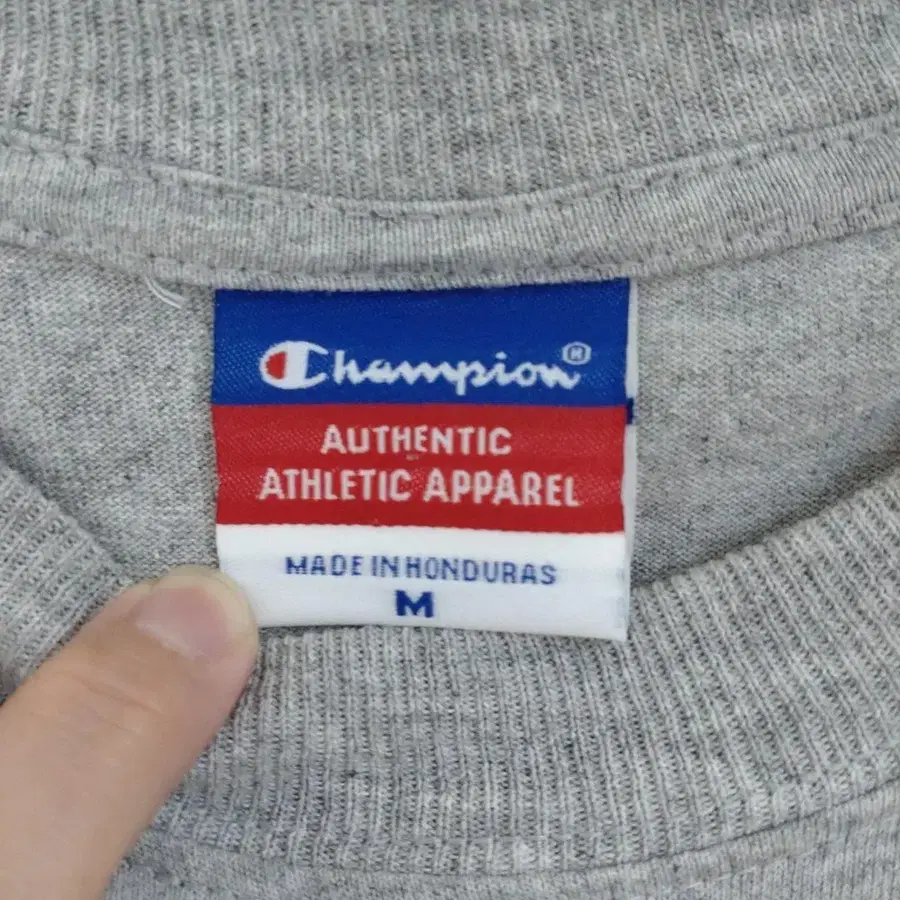 Champion®
AUTHENTIC
ATHLETIC APPAREL
MADE IN HONDURAS
M